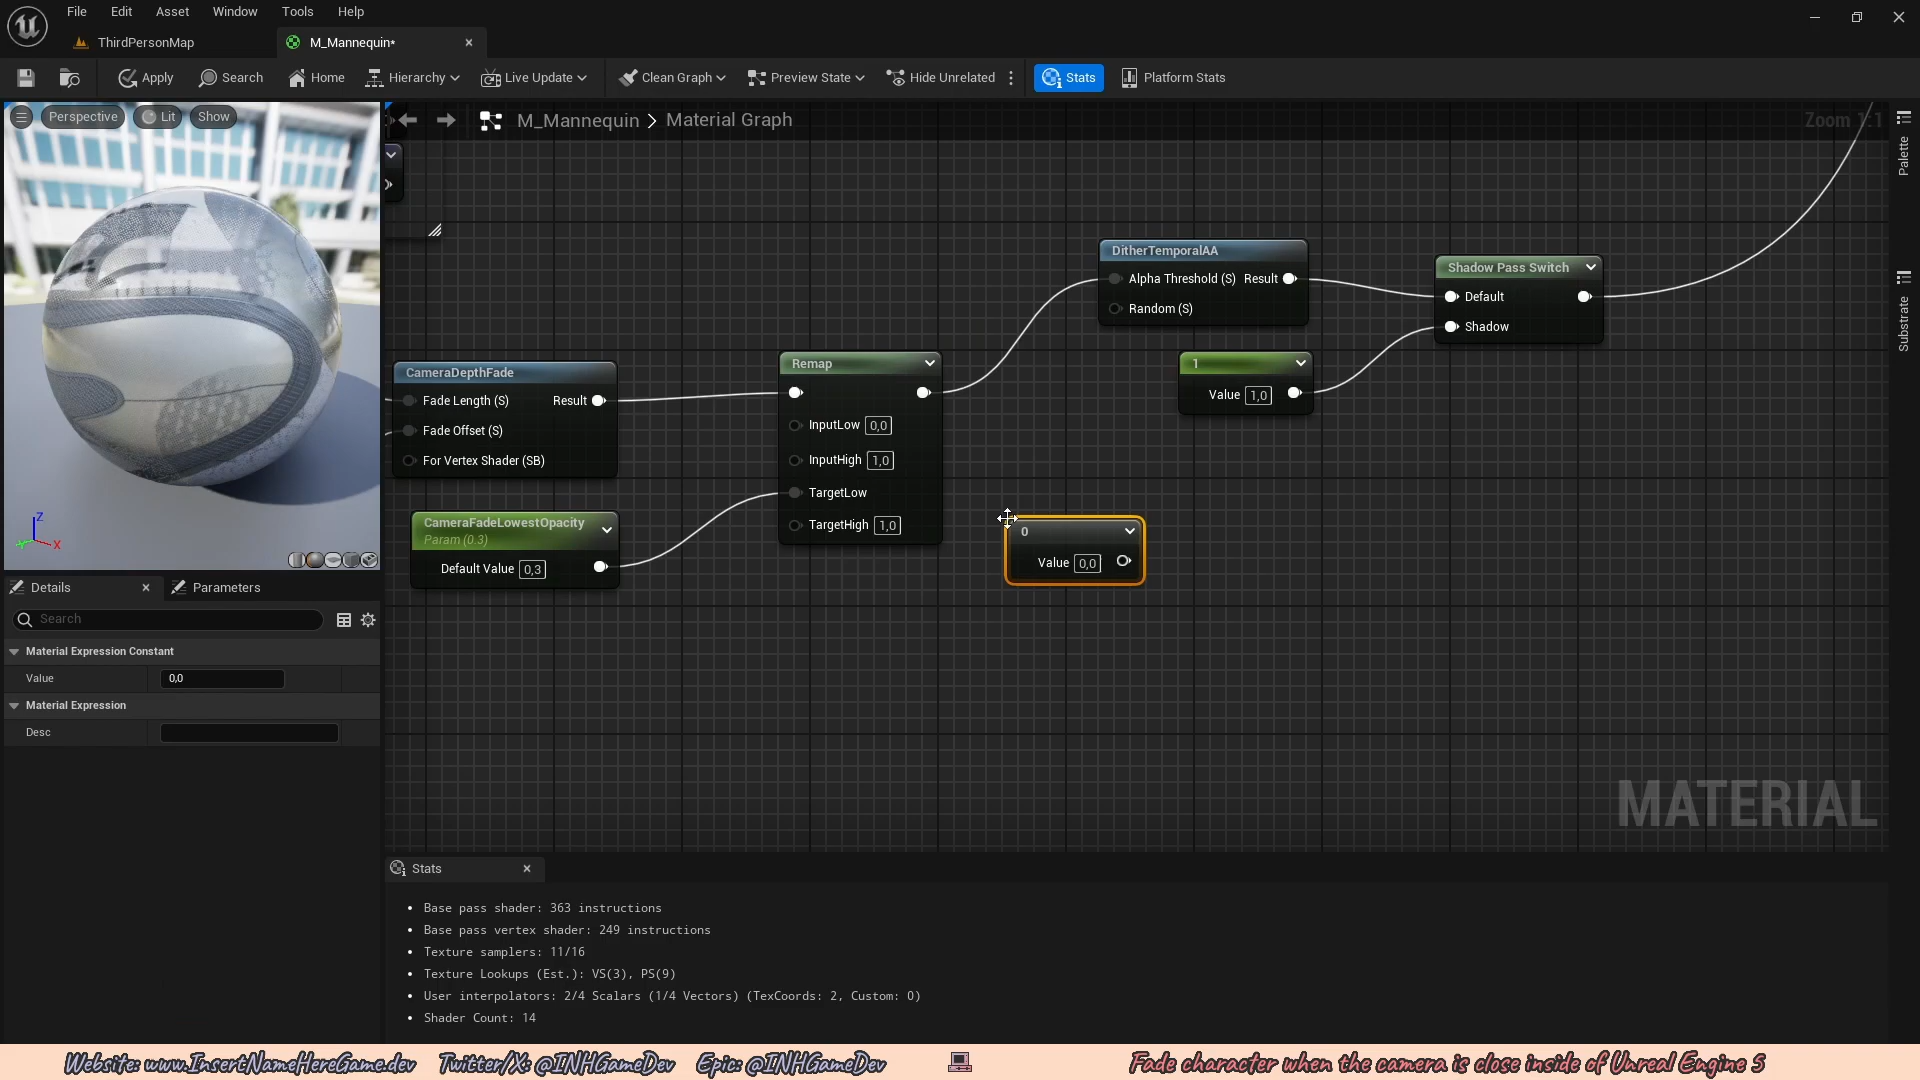 File Edit Asset Window Tools Help
ThirdPersonMap
M_Mannequin*
Apply Search Home Hierarchy Live Update Clean Graph Preview State Hide Unrelated Stats Platform Stats
Perspective Lit Show
M_Mannequin > Material Graph
Zoom 1:1
Palette
Substrate
DitherTemporalAA
Alpha Threshold (S) Result
Random (S)
Shadow Pass Switch
Default
Shadow
CameraDepthFade
Fade Length (S) Result
Fade Offset (S)
For Vertex Shader (SB)
Remap
InputLow 0,0
InputHigh 1,0
TargetLow
TargetHigh 1,0
1
Value 1,0
CameraFadeLowestOpacity
Param (0.3)
Default Value 0,3
0
Value 0,0
Z
Y
X
Details Parameters
Search
Material Expression Constant
Value 0,0
Material Expression
Desc
MATERIAL
Stats
Base pass shader: 363 instructions
Base pass vertex shader: 249 instructions
Texture samplers: 11/16
Texture Lookups (Est.): VS(3), PS(9)
User interpolators: 2/4 Scalars (1/4 Vectors) (TexCoords: 2, Custom: 0)
Shader Count: 14
Website: www.InsertNameHereGame.dev Twitter/X: @INHGameDev Epic: @INHGameDev Fade character when the camera is close inside of Unreal Engine 5